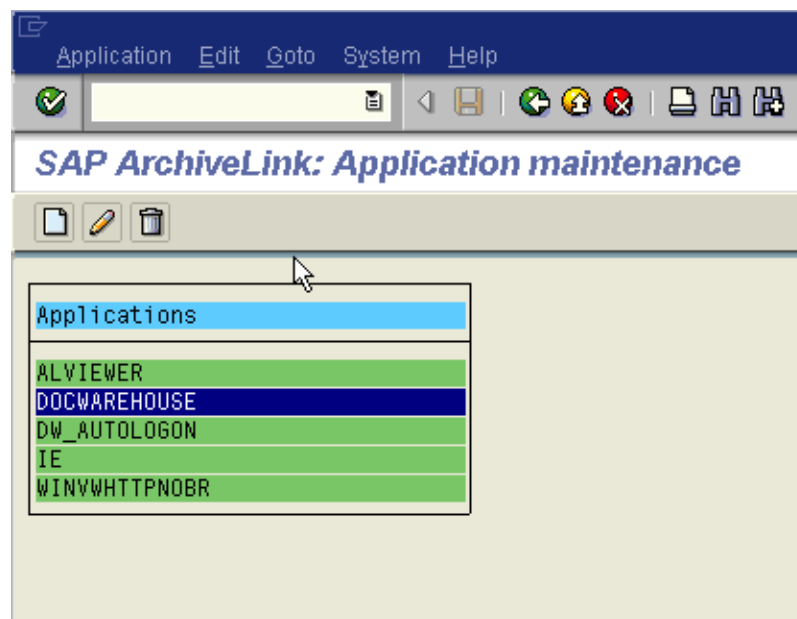 Application Edit Goto System Help
SAP ArchiveLink: Application maintenance
Applications
ALVIEWER
DOCWAREHOUSE
DW_AUTOLOGON
IE
WINVWHTTPNOBR